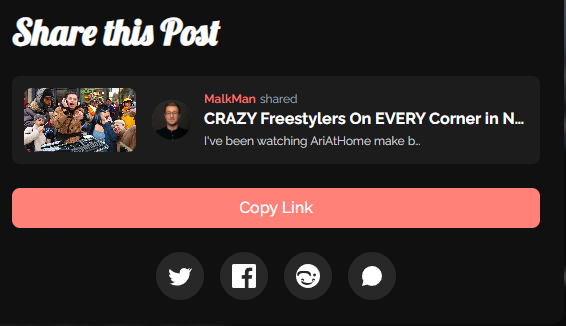 Share this Post
MalkMan shared
CRAZY Freestylers On EVERY Corner in N...
I've been watching AriAtHome make b..
Copy Link